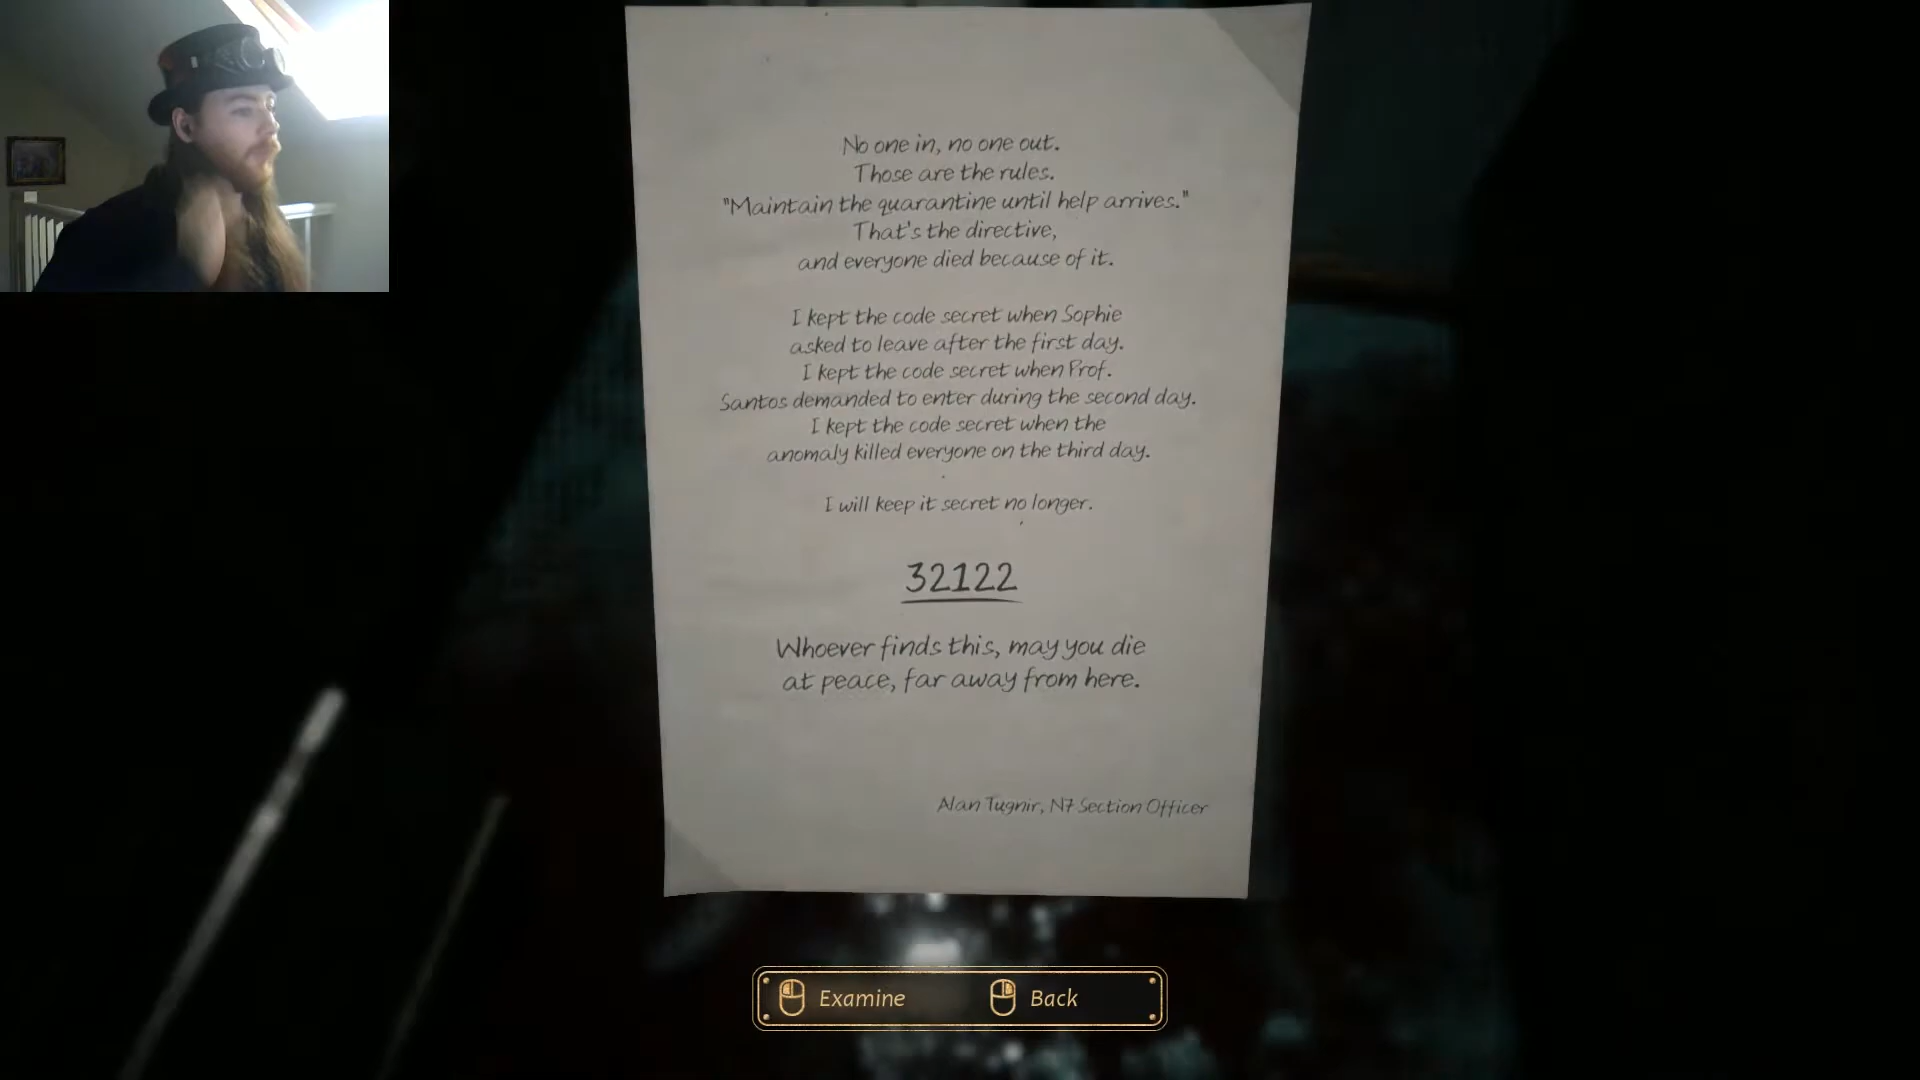 No one in, no one out.
Those are the rules.
"Maintain the quarantine until help arrives."
That's the directive,
and everyone died because of it.
I kept the code secret when Sophie
asked to leave after the first day.
I kept the code secret when Prof.
Santos demanded to enter during the second day.
I kept the code secret when the
anomaly killed everyone on the third day.
I will keep it secret no longer.
32122
Whoever finds this, may you die
at peace, far away from here.
Alan Tugnir, N7 Section Officer
Examine Back